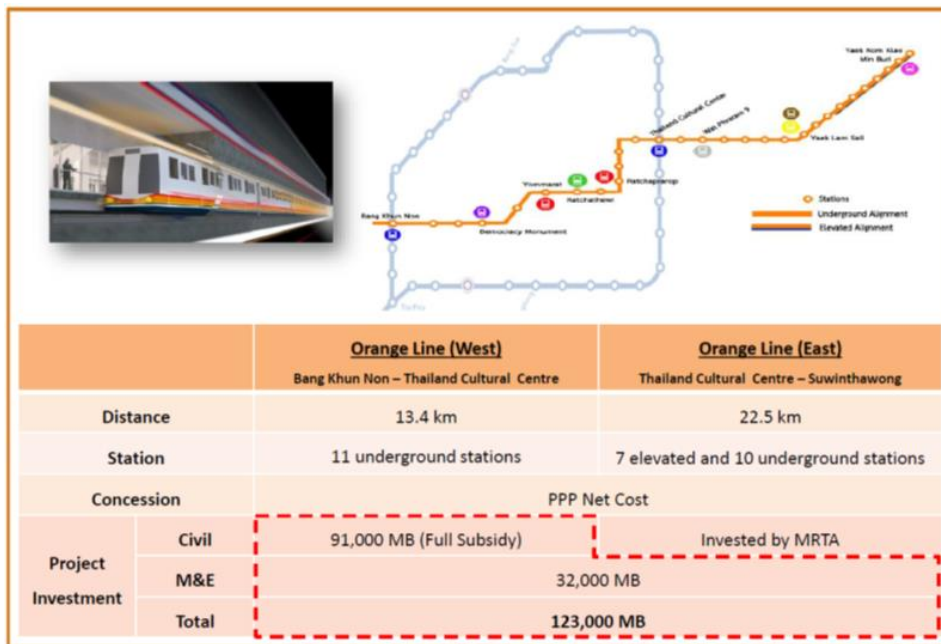 Yaek Rom Klao
Min Buri
Thailand Cultural Centre
Yaek Lam Sali
Yommarat
Ratchaprarop
Ratchathewi
Bang Khun Non
Democracy Monument
Stations
Underground Alignment
Elevated Alignment
Orange Line (West)
Bang Khun Non – Thailand Cultural Centre
Orange Line (East)
Thailand Cultural Centre – Suwinthawong
Distance
13.4 km
22.5 km
Station
11 underground stations
7 elevated and 10 underground stations
Concession
PPP Net Cost
Project
Investment
Civil
91,000 MB (Full Subsidy)
Invested by MRTA
M&E
32,000 MB
Total
123,000 MB